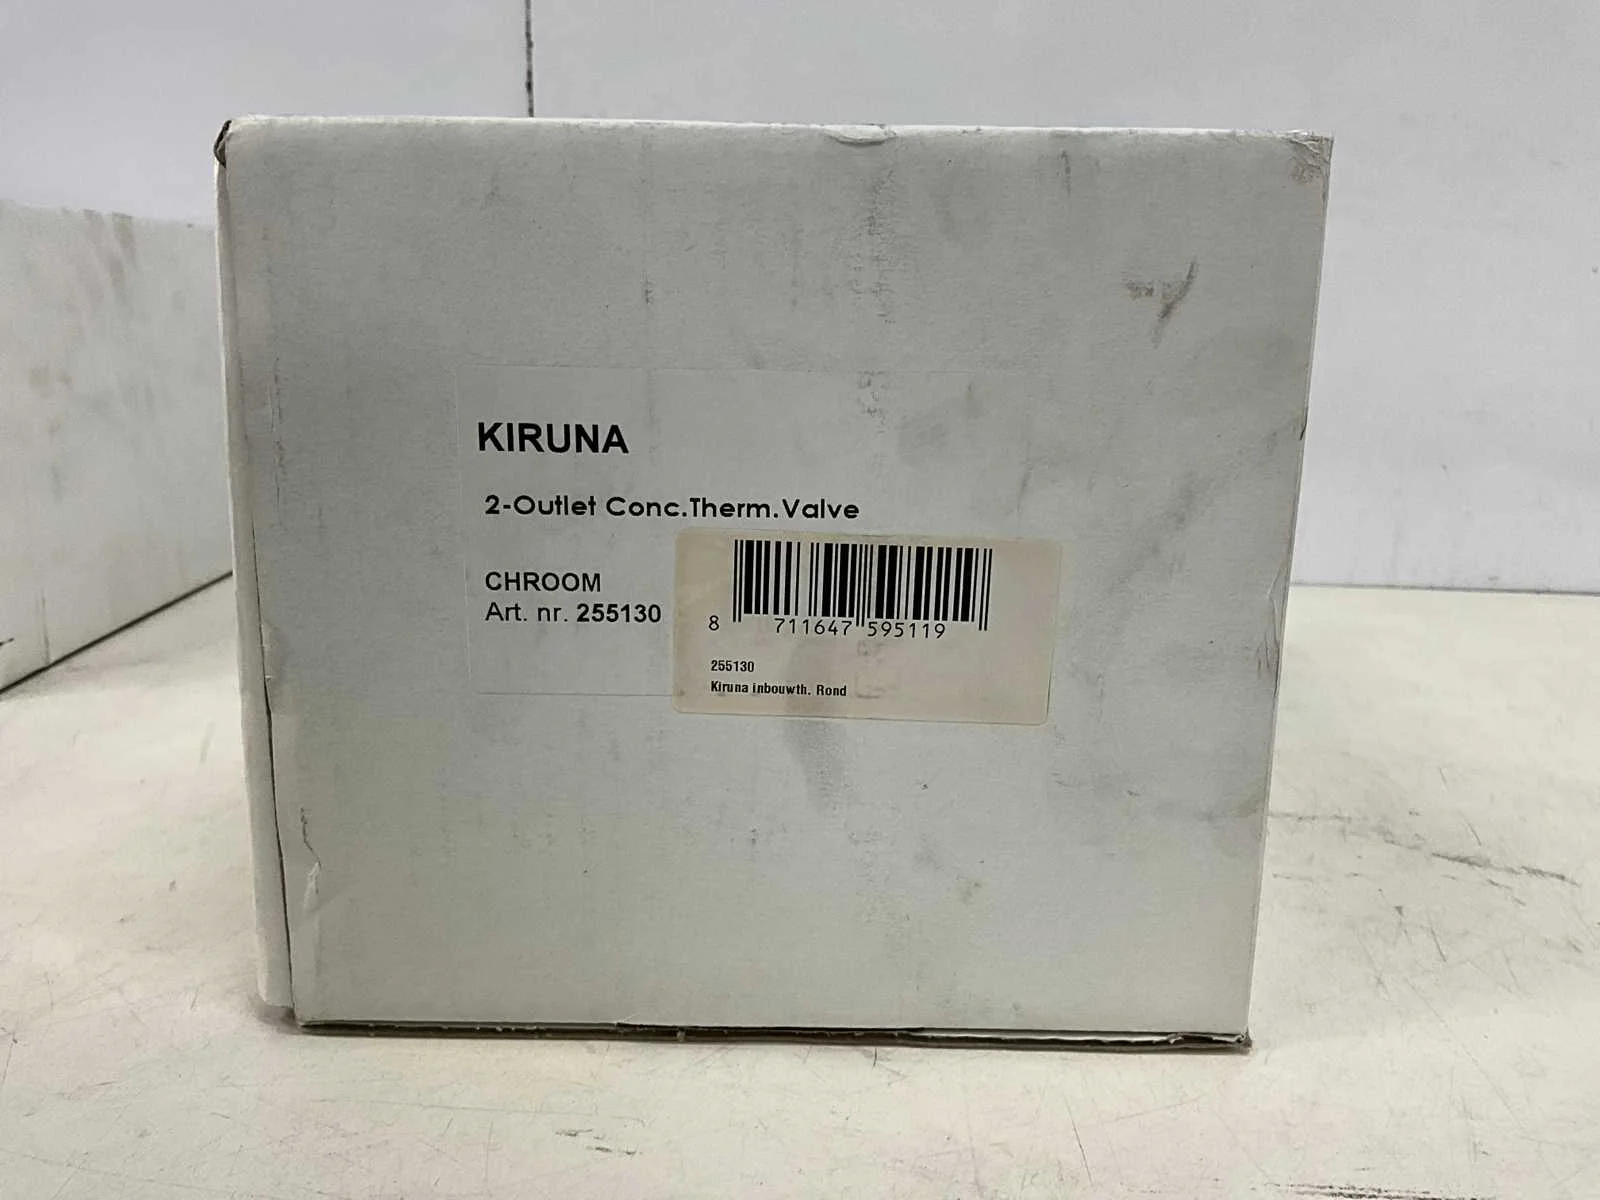 KIRUNA
2-Outlet Conc.Therm.Valve
CHROOM
Art. nr. 255130
8 711647 595119
255130
Kiruna inbouwth. Rond